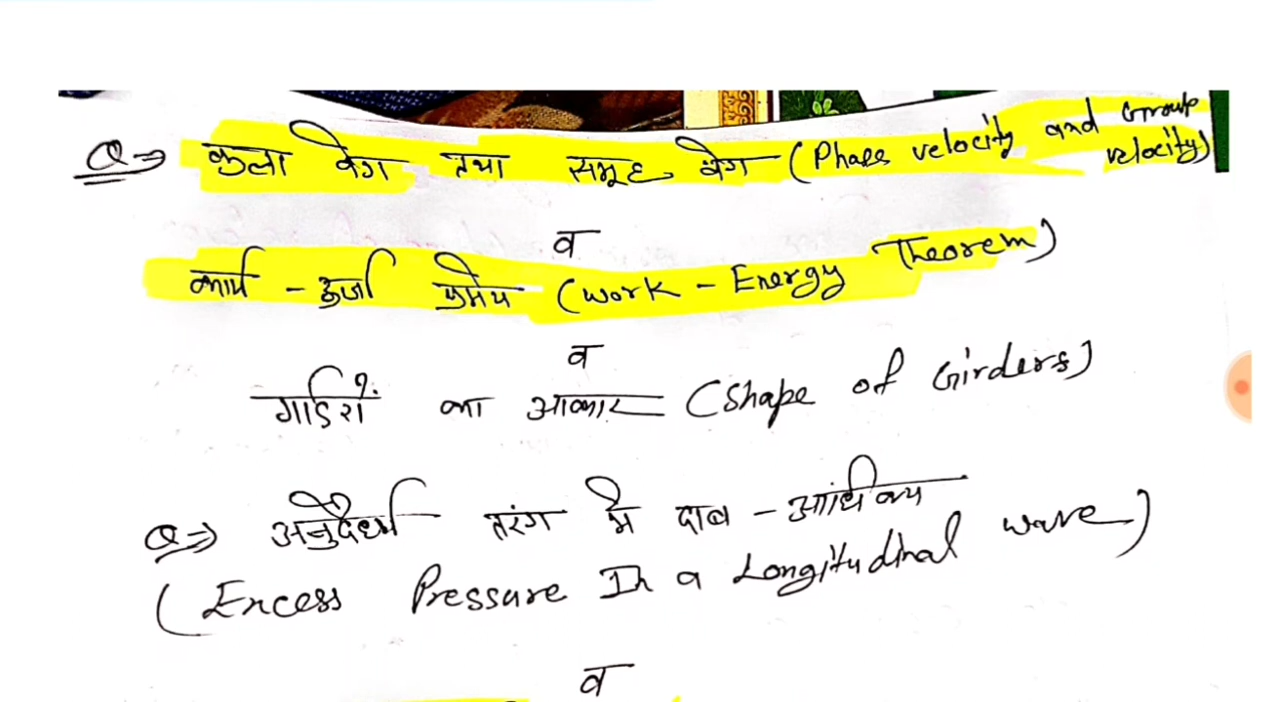 Q⇒ कला वेग तथा समूह वेग (Phase velocity and Group velocity)
व
कार्य - ऊर्जा प्रमेय (Work - Energy Theorem)
व
गार्डरों का आकार (Shape of Girders)
Q⇒ अनुदैर्ध्य तरंग में दाब - आधिक्य
(Excess Pressure In a Longitudinal wave)
व